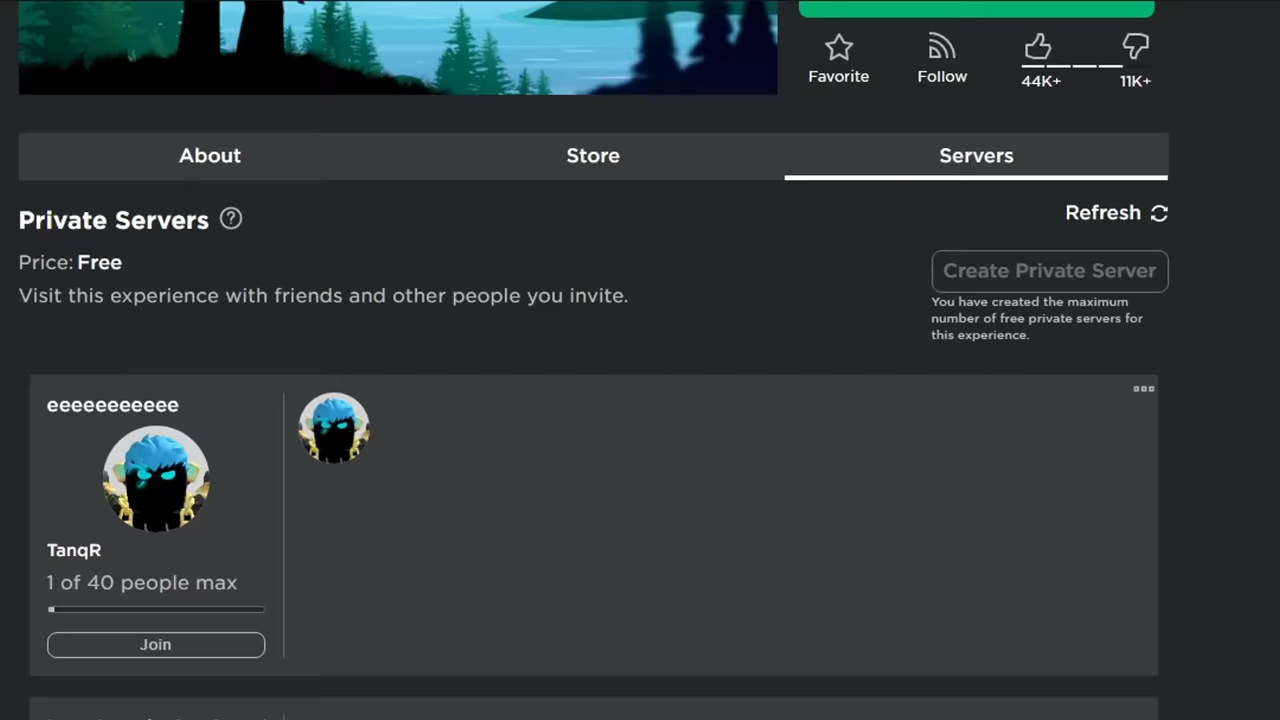 Favorite
Follow
44K+
11K+
About
Store
Servers
Private Servers
Refresh
Price: Free
Visit this experience with friends and other people you invite.
Create Private Server
You have created the maximum
number of free private servers for
this experience.
eeeeeeeeeee
TanqR
1 of 40 people max
Join